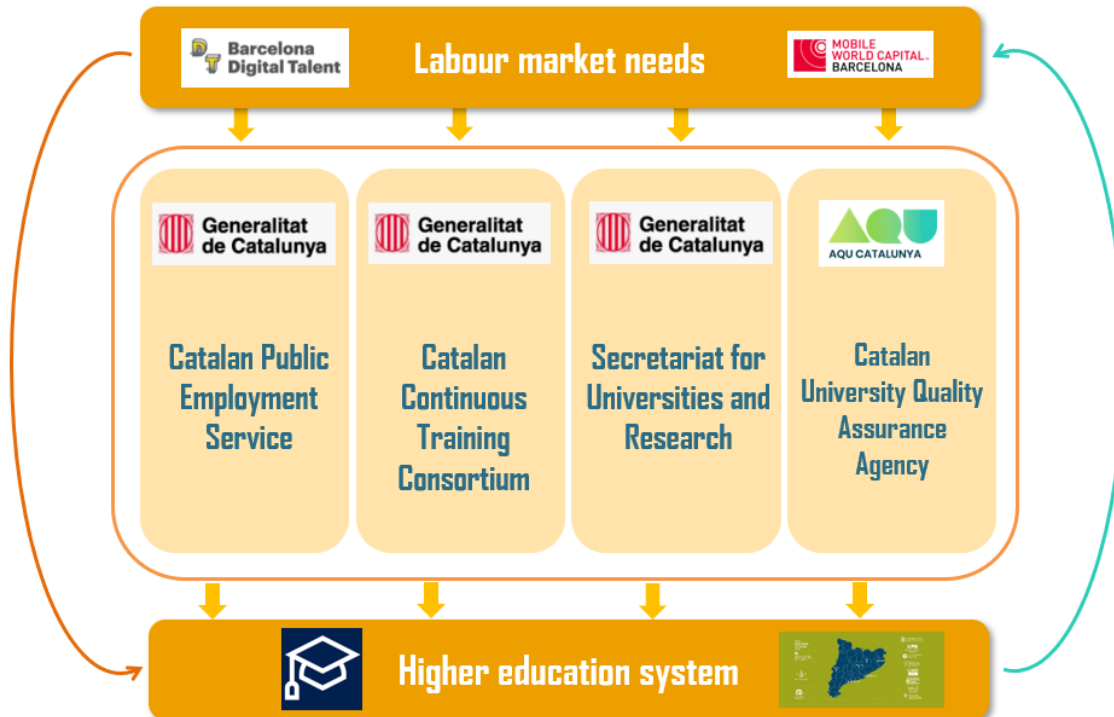 Barcelona
Digital Talent
Labour market needs
MOBILE
WORLD CAPITAL™
BARCELONA
Generalitat
de Catalunya
Generalitat
de Catalunya
Generalitat
de Catalunya
AQU
AQU CATALUNYA
Catalan Public
Employment
Service
Catalan
Continuous
Training
Consortium
Secretariat for
Universities and
Research
Catalan
University Quality
Assurance
Agency
Higher education system